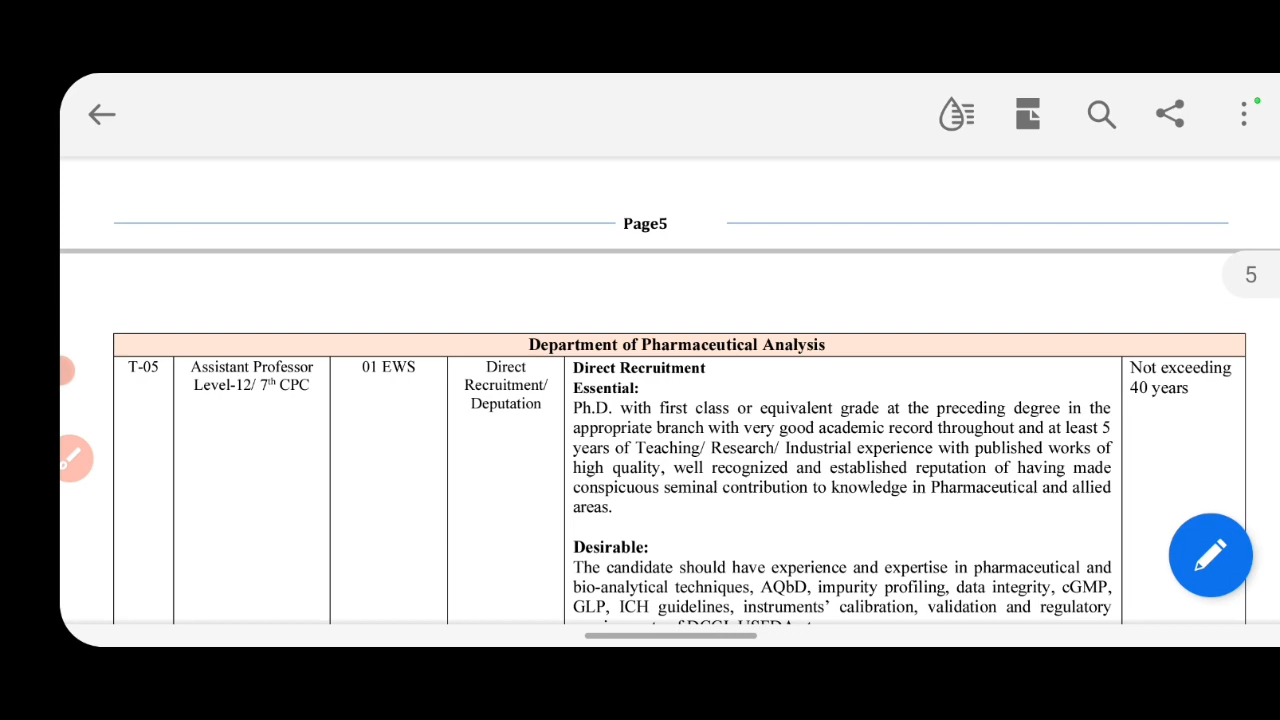 Page5
5
Department of Pharmaceutical Analysis
T-05
Assistant Professor
Level-12/ 7th CPC
01 EWS
Direct
Recruitment/
Deputation
Direct Recruitment
Essential:
Ph.D. with first class or equivalent grade at the preceding degree in the
appropriate branch with very good academic record throughout and at least 5
years of Teaching/ Research/ Industrial experience with published works of
high quality, well recognized and established reputation of having made
conspicuous seminal contribution to knowledge in Pharmaceutical and allied
areas.
Desirable:
The candidate should have experience and expertise in pharmaceutical and
bio-analytical techniques, AQbD, impurity profiling, data integrity, cGMP,
GLP, ICH guidelines, instruments’ calibration, validation and regulatory
Not exceeding
40 years